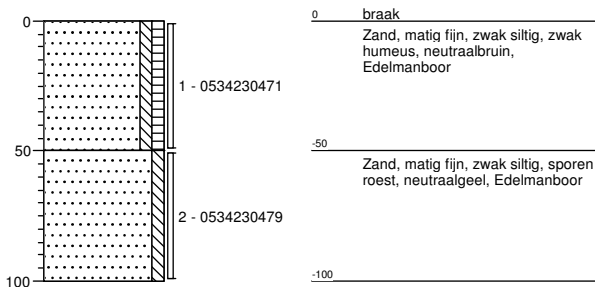 0
50
100
1 - 0534230471
2 - 0534230479
0
braak
Zand, matig fijn, zwak siltig, zwak
humeus, neutraalbruin,
Edelmanboor
-50
Zand, matig fijn, zwak siltig, sporen
roest, neutraalgeel, Edelmanboor
-100